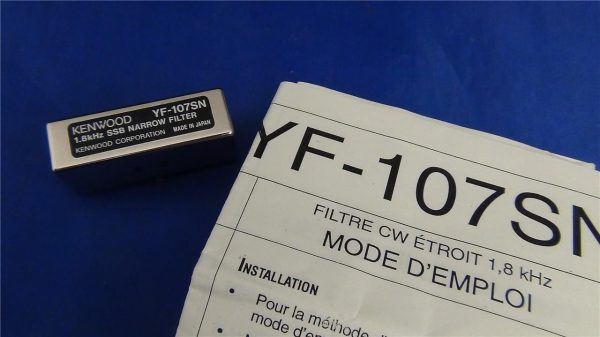 KENWOOD YF-107SN
1.8kHz SSB NARROW FILTER
KENWOOD CORPORATION MADE IN JAPAN
YF-107SN
FILTRE CW ÉTROIT 1,8 kHz
MODE D'EMPLOI
INSTALLATION
• Pour la méthode
mode d'em